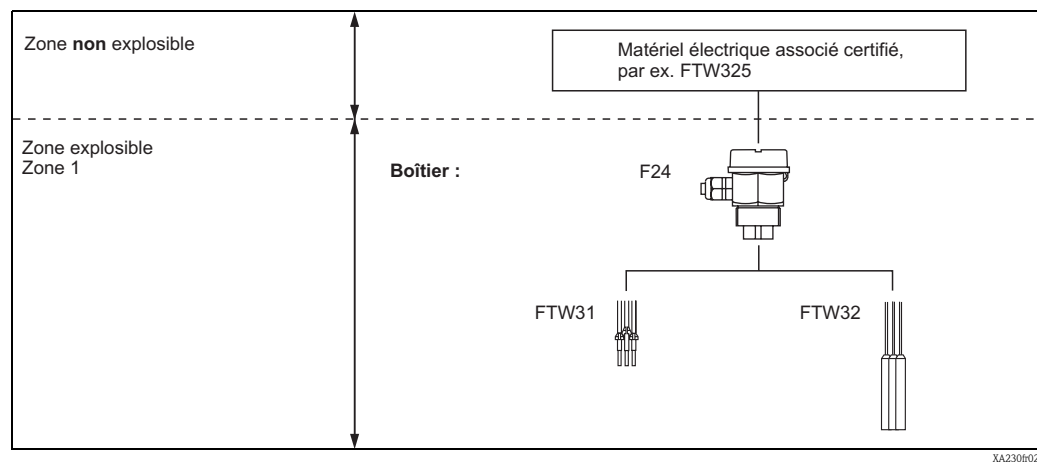 Zone non explosible
Matériel électrique associé certifié,
par ex. FTW325
Zone explosible
Zone 1
Boîtier :
F24
FTW31
FTW32
XA230fr02